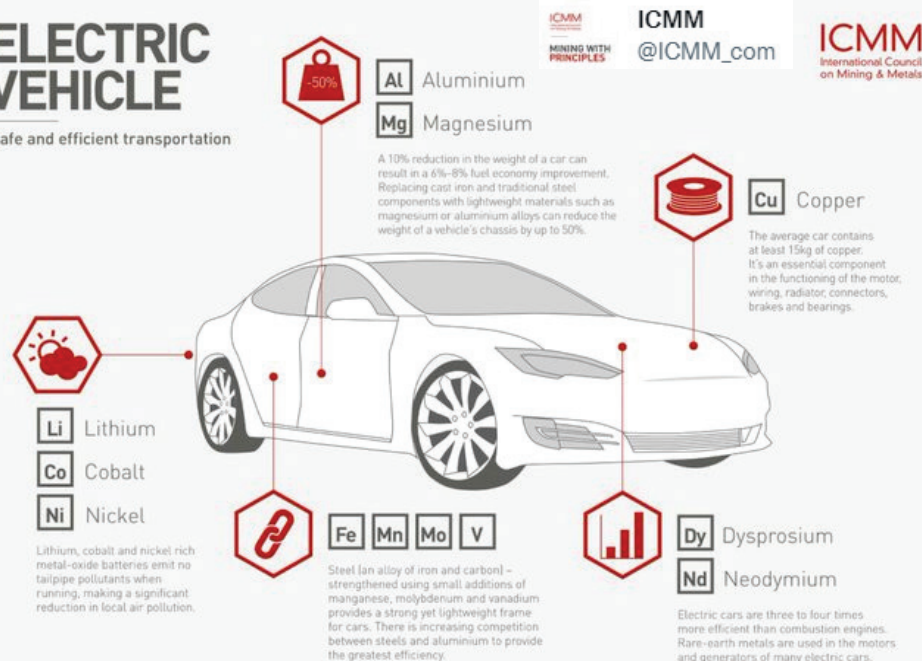 ELECTRIC
VEHICLE
afe and efficient transportation
ICMM
MINING WITH
PRINCIPLES
ICMM
@ICMM_com
ICMM
International Council
on Mining & Metals
-50%
Al Aluminium
Mg Magnesium
A 10% reduction in the weight of a car can
result in a 6%-8% fuel economy improvement.
Replacing cast iron and traditional steel
components with lightweight materials such as
magnesium or aluminium alloys can reduce the
weight of a vehicle's chassis by up to 50%.
Cu Copper
The average car contains
at least 15kg of copper.
It's an essential component
in the functioning of the motor,
wiring, radiator, connectors,
brakes and bearings.
Li Lithium
Co Cobalt
Ni Nickel
Lithium, cobalt and nickel rich
metal-oxide batteries emit no
tailpipe pollutants when
running, making a significant
reduction in local air pollution.
Fe Mn Mo V
Steel (an alloy of iron and carbon) –
strengthened using small additions of
manganese, molybdenum and vanadium
provides a strong yet lightweight frame
for cars. There is increasing competition
between steels and aluminium to provide
the greatest efficiency.
Dy Dysprosium
Nd Neodymium
Electric cars are three to four times
more efficient than combustion engines.
Rare-earth metals are used in the motors
and generators of many electric cars.